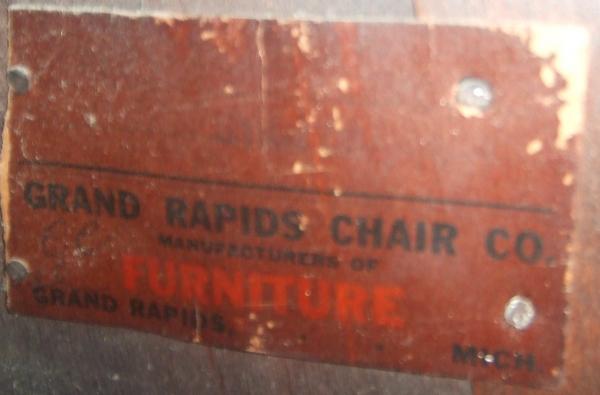 GRAND RAPIDS CHAIR CO.
MANUFACTURERS OF
FURNITURE
GRAND RAPIDS, MICH.